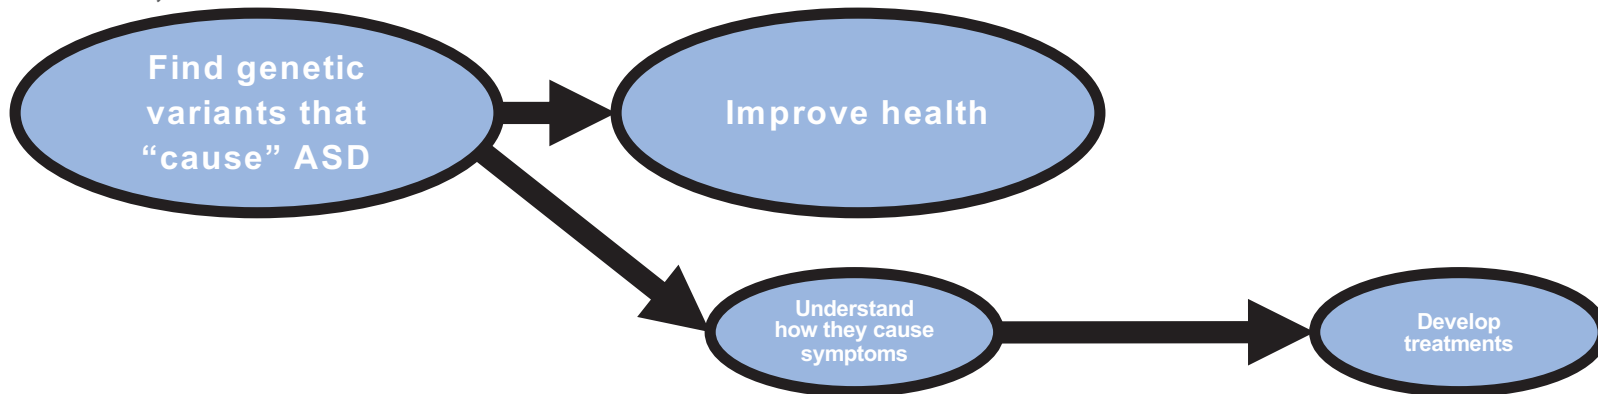 Find genetic
variants that
“cause” ASD
Improve health
Understand
how they cause
symptoms
Develop
treatments